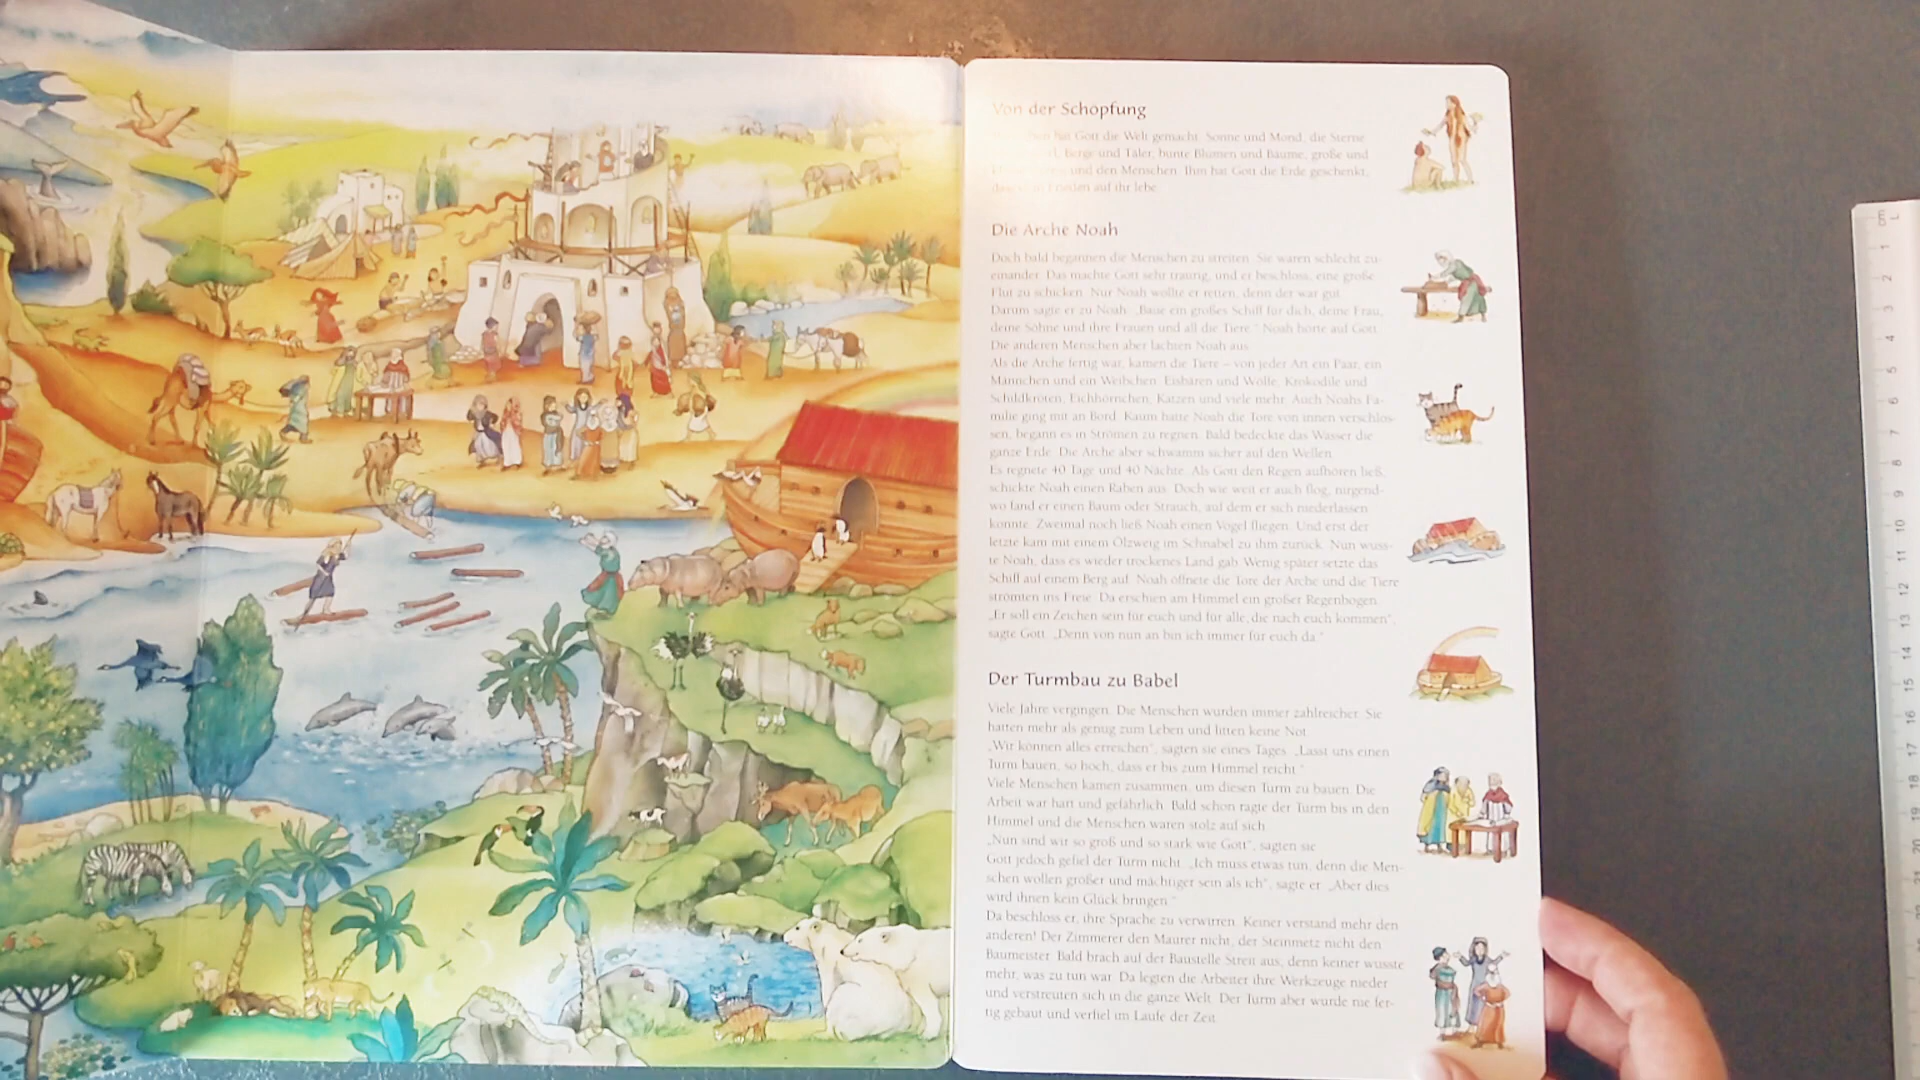 Von der Schöpfung
hat Gott die Welt gemacht: Sonne und Mond, die Sterne
Berge und Täler, bunte Blumen und Bäume, große und
und den Menschen. Ihm hat Gott die Erde geschenkt,
in Frieden auf ihr lebe.
Die Arche Noah
Doch bald begannen die Menschen zu streiten. Sie waren schlecht zu-
einander. Das machte Gott sehr traurig, und er beschloss, eine große
Flut zu schicken. Nur Noah wollte er retten, denn der war gut.
Darum sagte er zu Noah: „Baue ein großes Schiff für dich, deine Frau,
deine Söhne und ihre Frauen und all die Tiere." Noah hörte auf Gott.
Die anderen Menschen aber lachten Noah aus.
Als die Arche fertig war, kamen die Tiere – von jeder Art ein Paar, ein
Männchen und ein Weibchen. Eisbären und Wölfe, Krokodile und
Schildkröten, Eichhörnchen, Katzen und viele mehr. Auch Noahs Fa-
milie ging mit an Bord. Kaum hatte Noah die Tore von innen verschlos-
sen, begann es in Strömen zu regnen. Bald bedeckte das Wasser die
ganze Erde. Die Arche aber schwamm sicher auf den Wellen.
Es regnete 40 Tage und 40 Nächte. Als Gott den Regen aufhören ließ,
schickte Noah einen Raben aus. Doch wie weit er auch flog, nirgend-
wo fand er einen Baum oder Strauch, auf dem er sich niederlassen
konnte. Zweimal noch ließ Noah einen Vogel fliegen. Und erst der
letzte kam mit einem Ölzweig im Schnabel zu ihm zurück. Nun wuss-
te Noah, dass es wieder trockenes Land gab. Wenig später setzte das
Schiff auf einem Berg auf. Noah öffnete die Tore der Arche und die Tiere
strömten ins Freie. Da erschien am Himmel ein großer Regenbogen.
„Er soll ein Zeichen sein für euch und für alle, die nach euch kommen",
sagte Gott. „Denn von nun an bin ich immer für euch da."
Der Turmbau zu Babel
Viele Jahre vergingen. Die Menschen wurden immer zahlreicher. Sie
hatten mehr als genug zum Leben und litten keine Not.
„Wir können alles erreichen", sagten sie eines Tages. „Lasst uns einen
Turm bauen, so hoch, dass er bis zum Himmel reicht."
Viele Menschen kamen zusammen, um diesen Turm zu bauen. Die
Arbeit war hart und gefährlich. Bald schon ragte der Turm bis in den
Himmel und die Menschen waren stolz auf sich.
„Nun sind wir so groß und so stark wie Gott", sagten sie.
Gott jedoch gefiel der Turm nicht. „Ich muss etwas tun, denn die Men-
schen wollen größer und mächtiger sein als ich", sagte er. „Aber dies
wird ihnen kein Glück bringen."
Da beschloss er, ihre Sprache zu verwirren. Keiner verstand mehr den
anderen! Der Zimmerer den Maurer nicht, der Steinmetz nicht den
Baumeister. Bald brach auf der Baustelle Streit aus, denn keiner wusste
mehr, was zu tun war. Da legten die Arbeiter ihre Werkzeuge nieder
und verstreuten sich in die ganze Welt. Der Turm aber wurde nie fer-
tig gebaut und verfiel im Laufe der Zeit.
cm
1
2
3
4
5
6
7
8
9
10
11
12
13
14
15
16
17
18
19
20
21